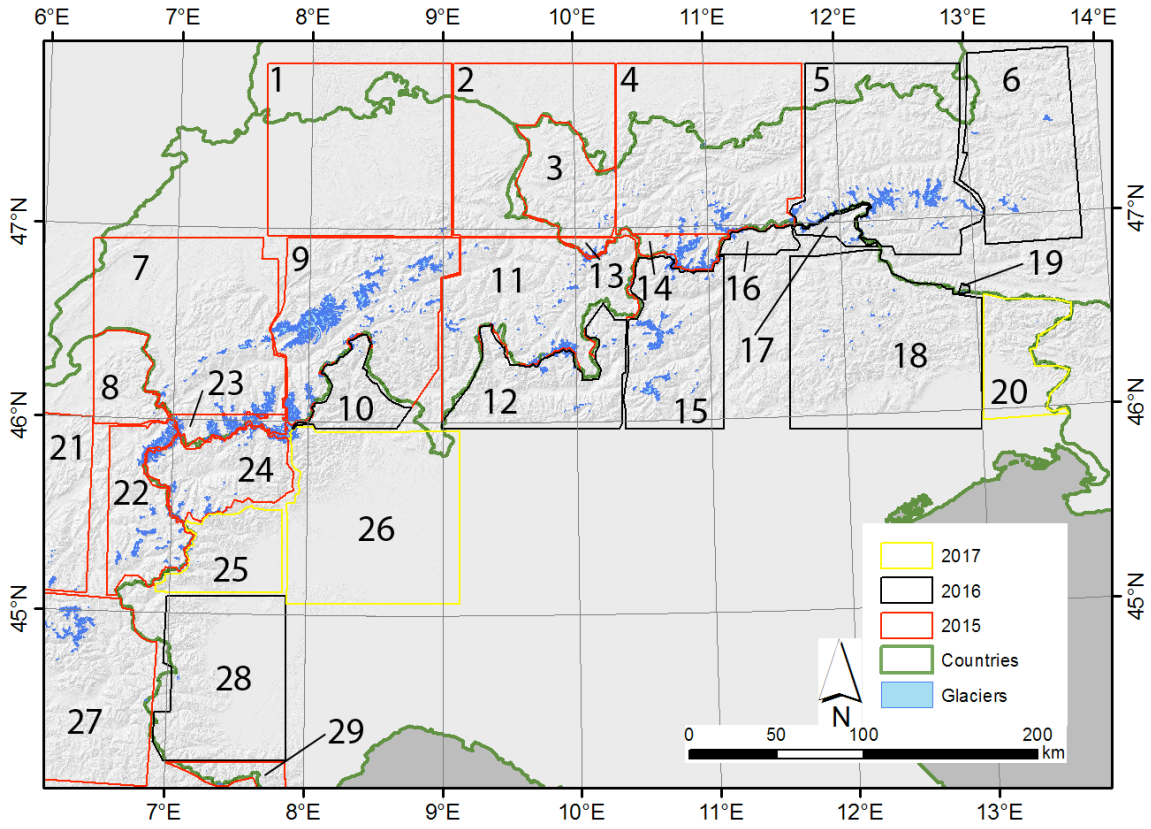 6°E 7°E 8°E 9°E 10°E 11°E 12°E 13°E 14°E
1 2 4 5 6
3
47°N 47°N
7 9 11 13 14 16 19
17
8 23 10 12 15 18 20
46°N 46°N
21 22 24
26
25
2017
2016
45°N 45°N
2015
Countries
28
Glaciers
27 29
N
0 50 100 200
km
7°E 8°E 9°E 10°E 11°E 12°E 13°E